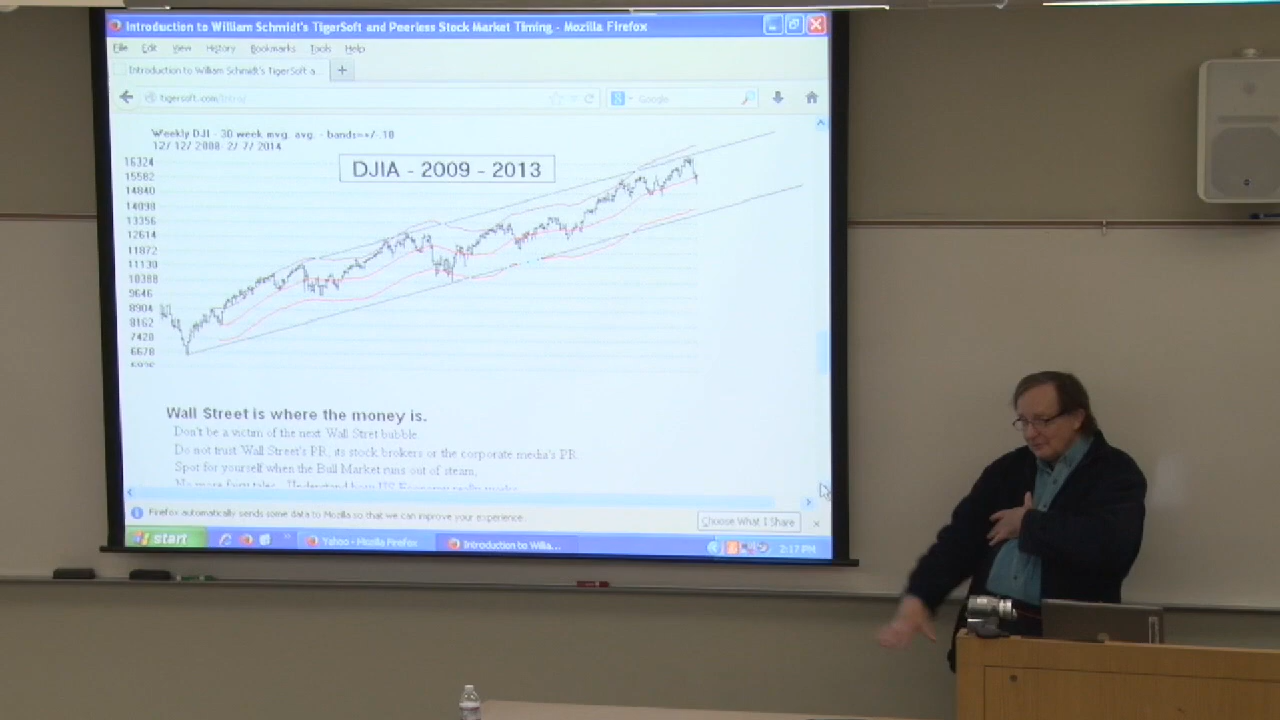 Introduction to William Schmidt's TigerSoft and Peerless Stock Market Timing - Mozilla Firefox
File Edit View History Bookmarks Tools Help
Introduction to William Schmidt's TigerSoft a...
tigersoft.com/Intro/
Google
Weekly DJI - 30 week mvg. avg. - bands=+/-.10
12/ 12/ 2008 2/ 7/ 2014
DJIA - 2009 - 2013
16324
15582
14840
14098
13356
12614
11872
11130
10388
9646
8904
8162
7420
6678
Wall Street is where the money is.
Don't be a victim of the next Wall Stret bubble.
Do not trust Wall Street's PR, its stock brokers or the corporate media's PR.
Spot for yourself when the Bull Market runs out of steam.
Firefox automatically sends some data to Mozilla so that we can improve your experience.
Choose What I Share
start
Yahoo - Mozilla Firefox
Introduction to Willia...
2:17 PM